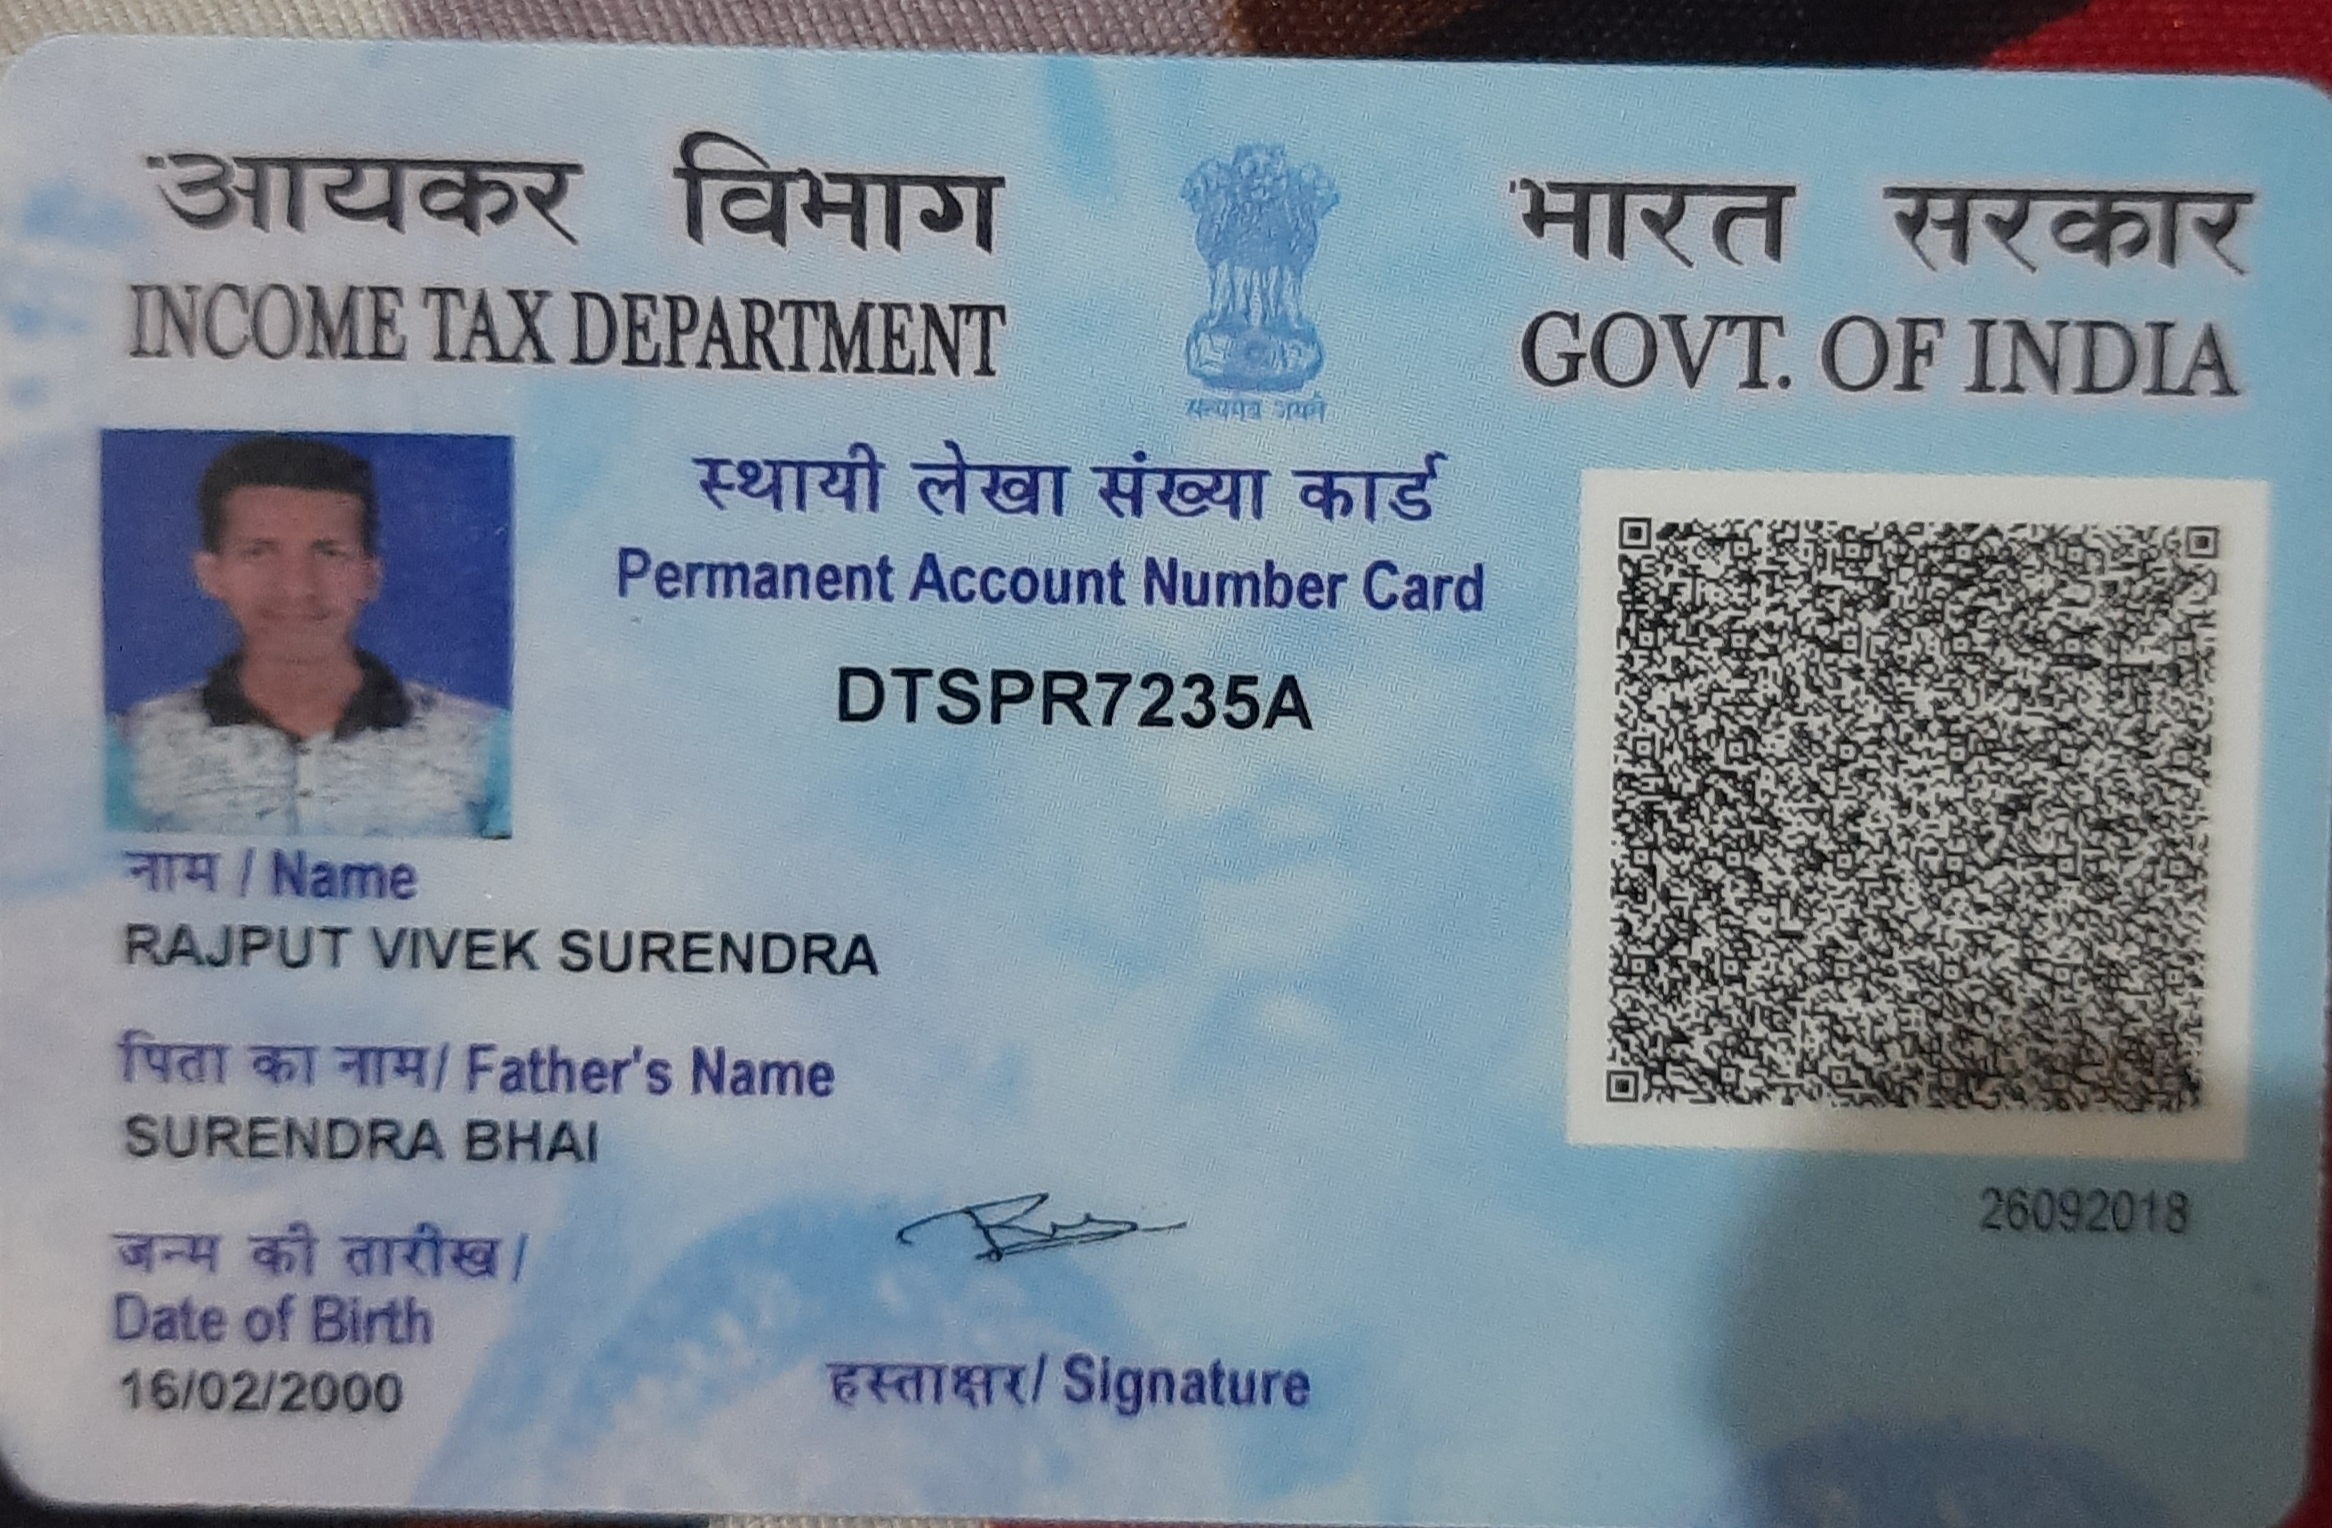 आयकर विभाग
INCOME TAX DEPARTMENT
भारत सरकार
GOVT. OF INDIA
सत्यमेव जयते
स्थायी लेखा संख्या कार्ड
Permanent Account Number Card
DTSPR7235A
नाम / Name
RAJPUT VIVEK SURENDRA
पिता का नाम/ Father's Name
SURENDRA BHAI
जन्म की तारीख/
Date of Birth
16/02/2000
हस्ताक्षर/ Signature
26092018